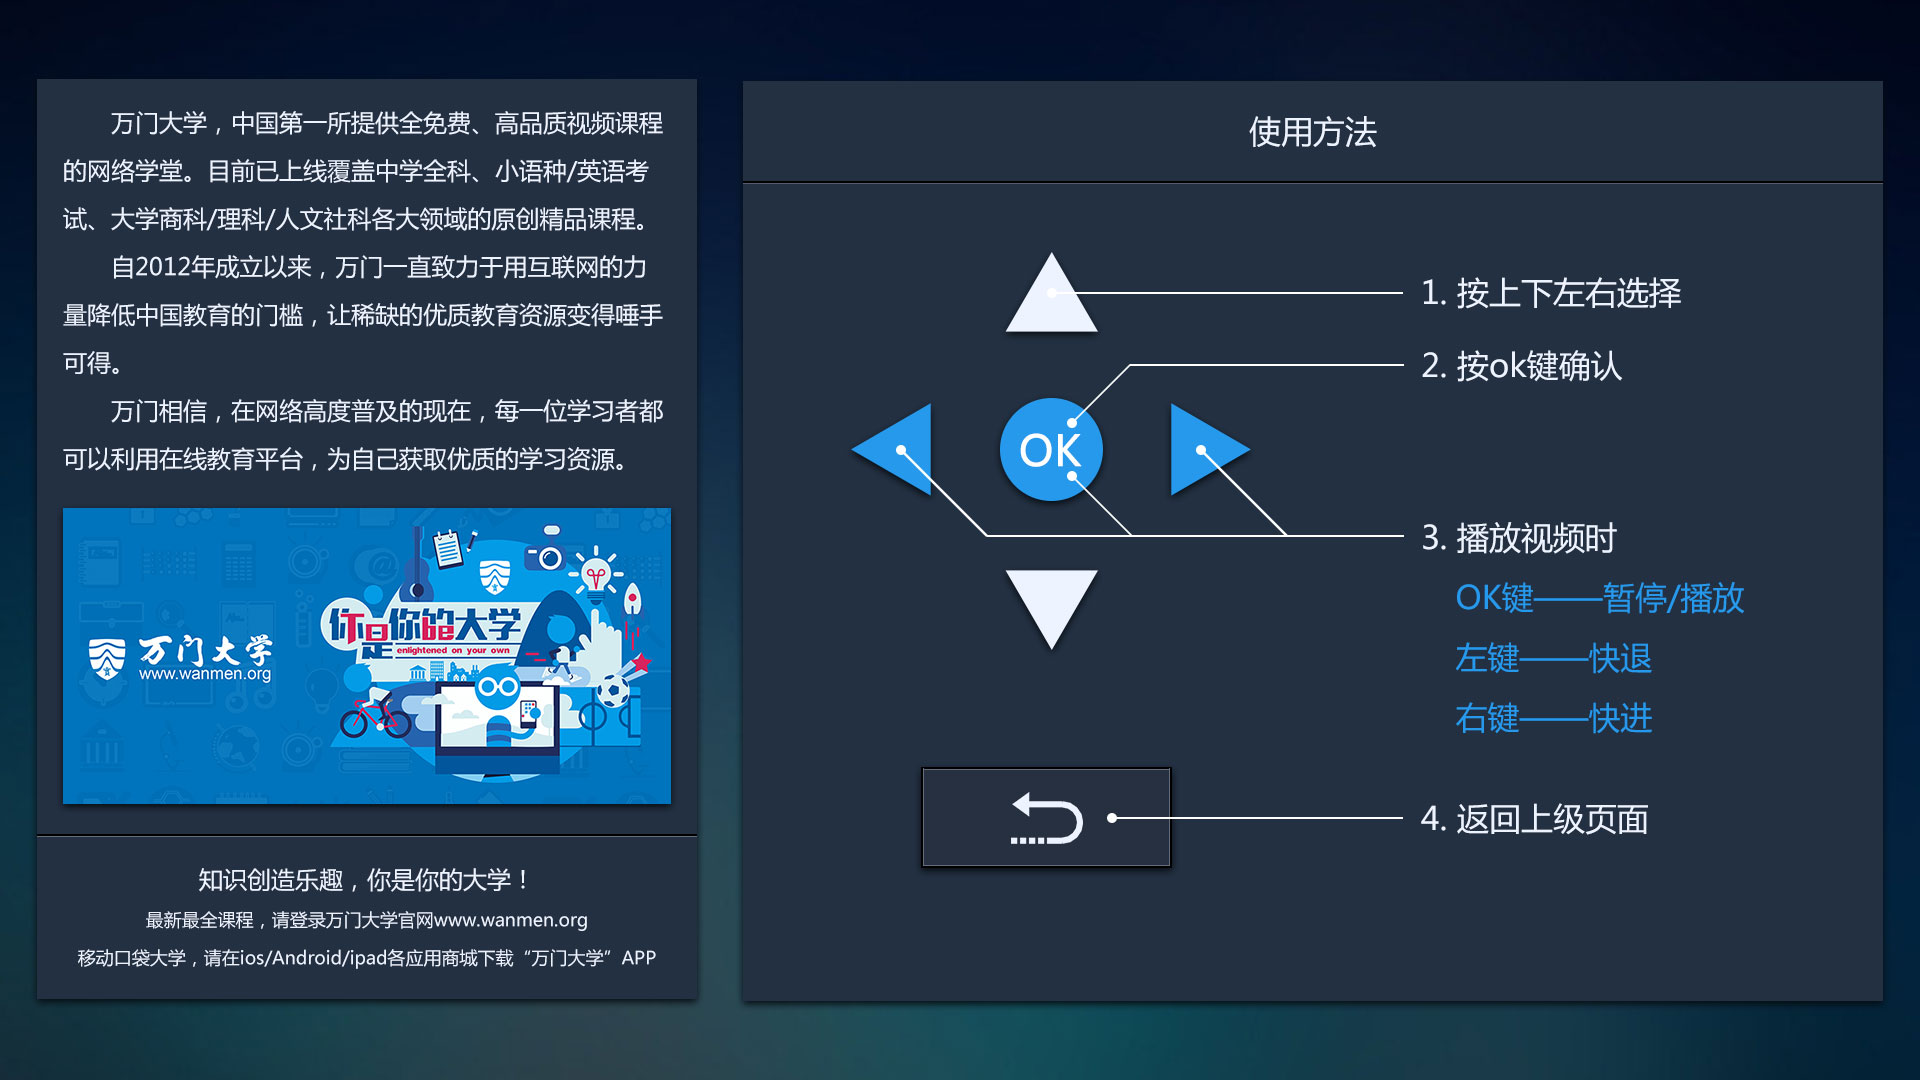 万门大学，中国第一所提供全免费、高品质视频课程
的网络学堂。目前已上线覆盖中学全科、小语种/英语考
试、大学商科/理科/人文社科各大领域的原创精品课程。
自2012年成立以来，万门一直致力于用互联网的力
量降低中国教育的门槛，让稀缺的优质教育资源变得唾手
可得。
万门相信，在网络高度普及的现在，每一位学习者都
可以利用在线教育平台，为自己获取优质的学习资源。
万门大学
www.wanmen.org
你是你的大学
enlightened on your own
知识创造乐趣，你是你的大学！
最新最全课程，请登录万门大学官网www.wanmen.org
移动口袋大学，请在ios/Android/ipad各应用商城下载“万门大学”APP
使用方法
OK
1. 按上下左右选择
2. 按ok键确认
3. 播放视频时
OK键——暂停/播放
左键——快退
右键——快进
4. 返回上级页面